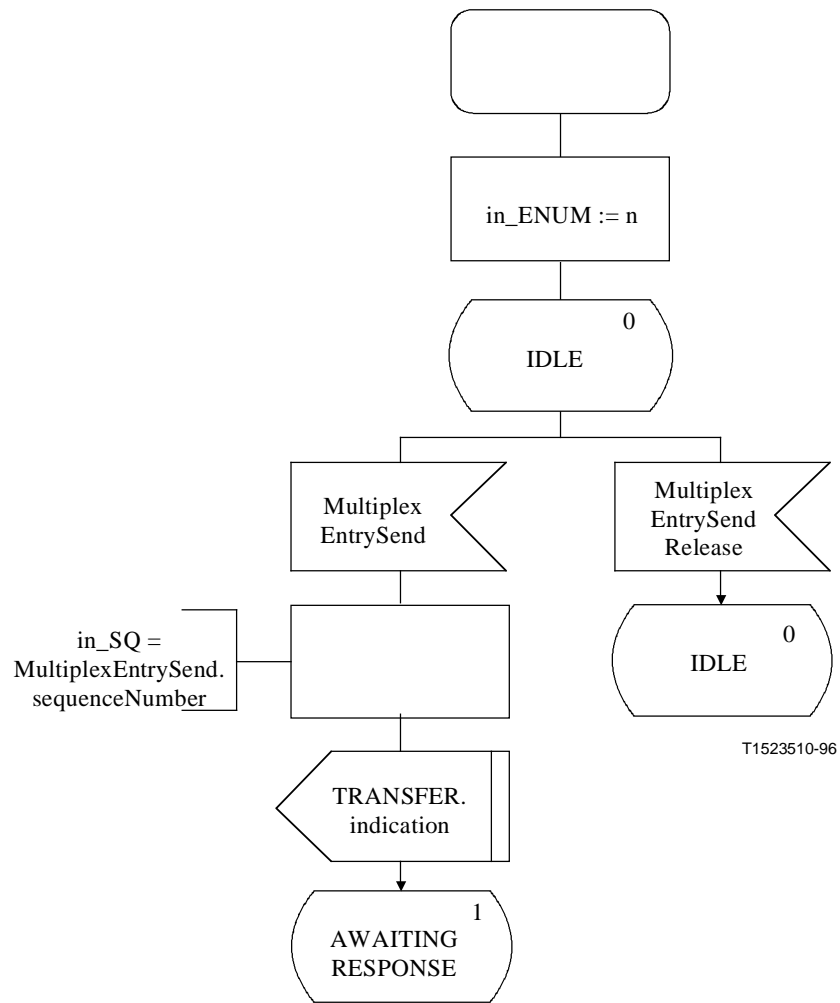 in_ENUM := n
0
IDLE
Multiplex
EntrySend
Multiplex
EntrySend
Release
in_SQ =
MultiplexEntrySend.
sequenceNumber
0
IDLE
T1523510-96
TRANSFER.
indication
1
AWAITING
RESPONSE